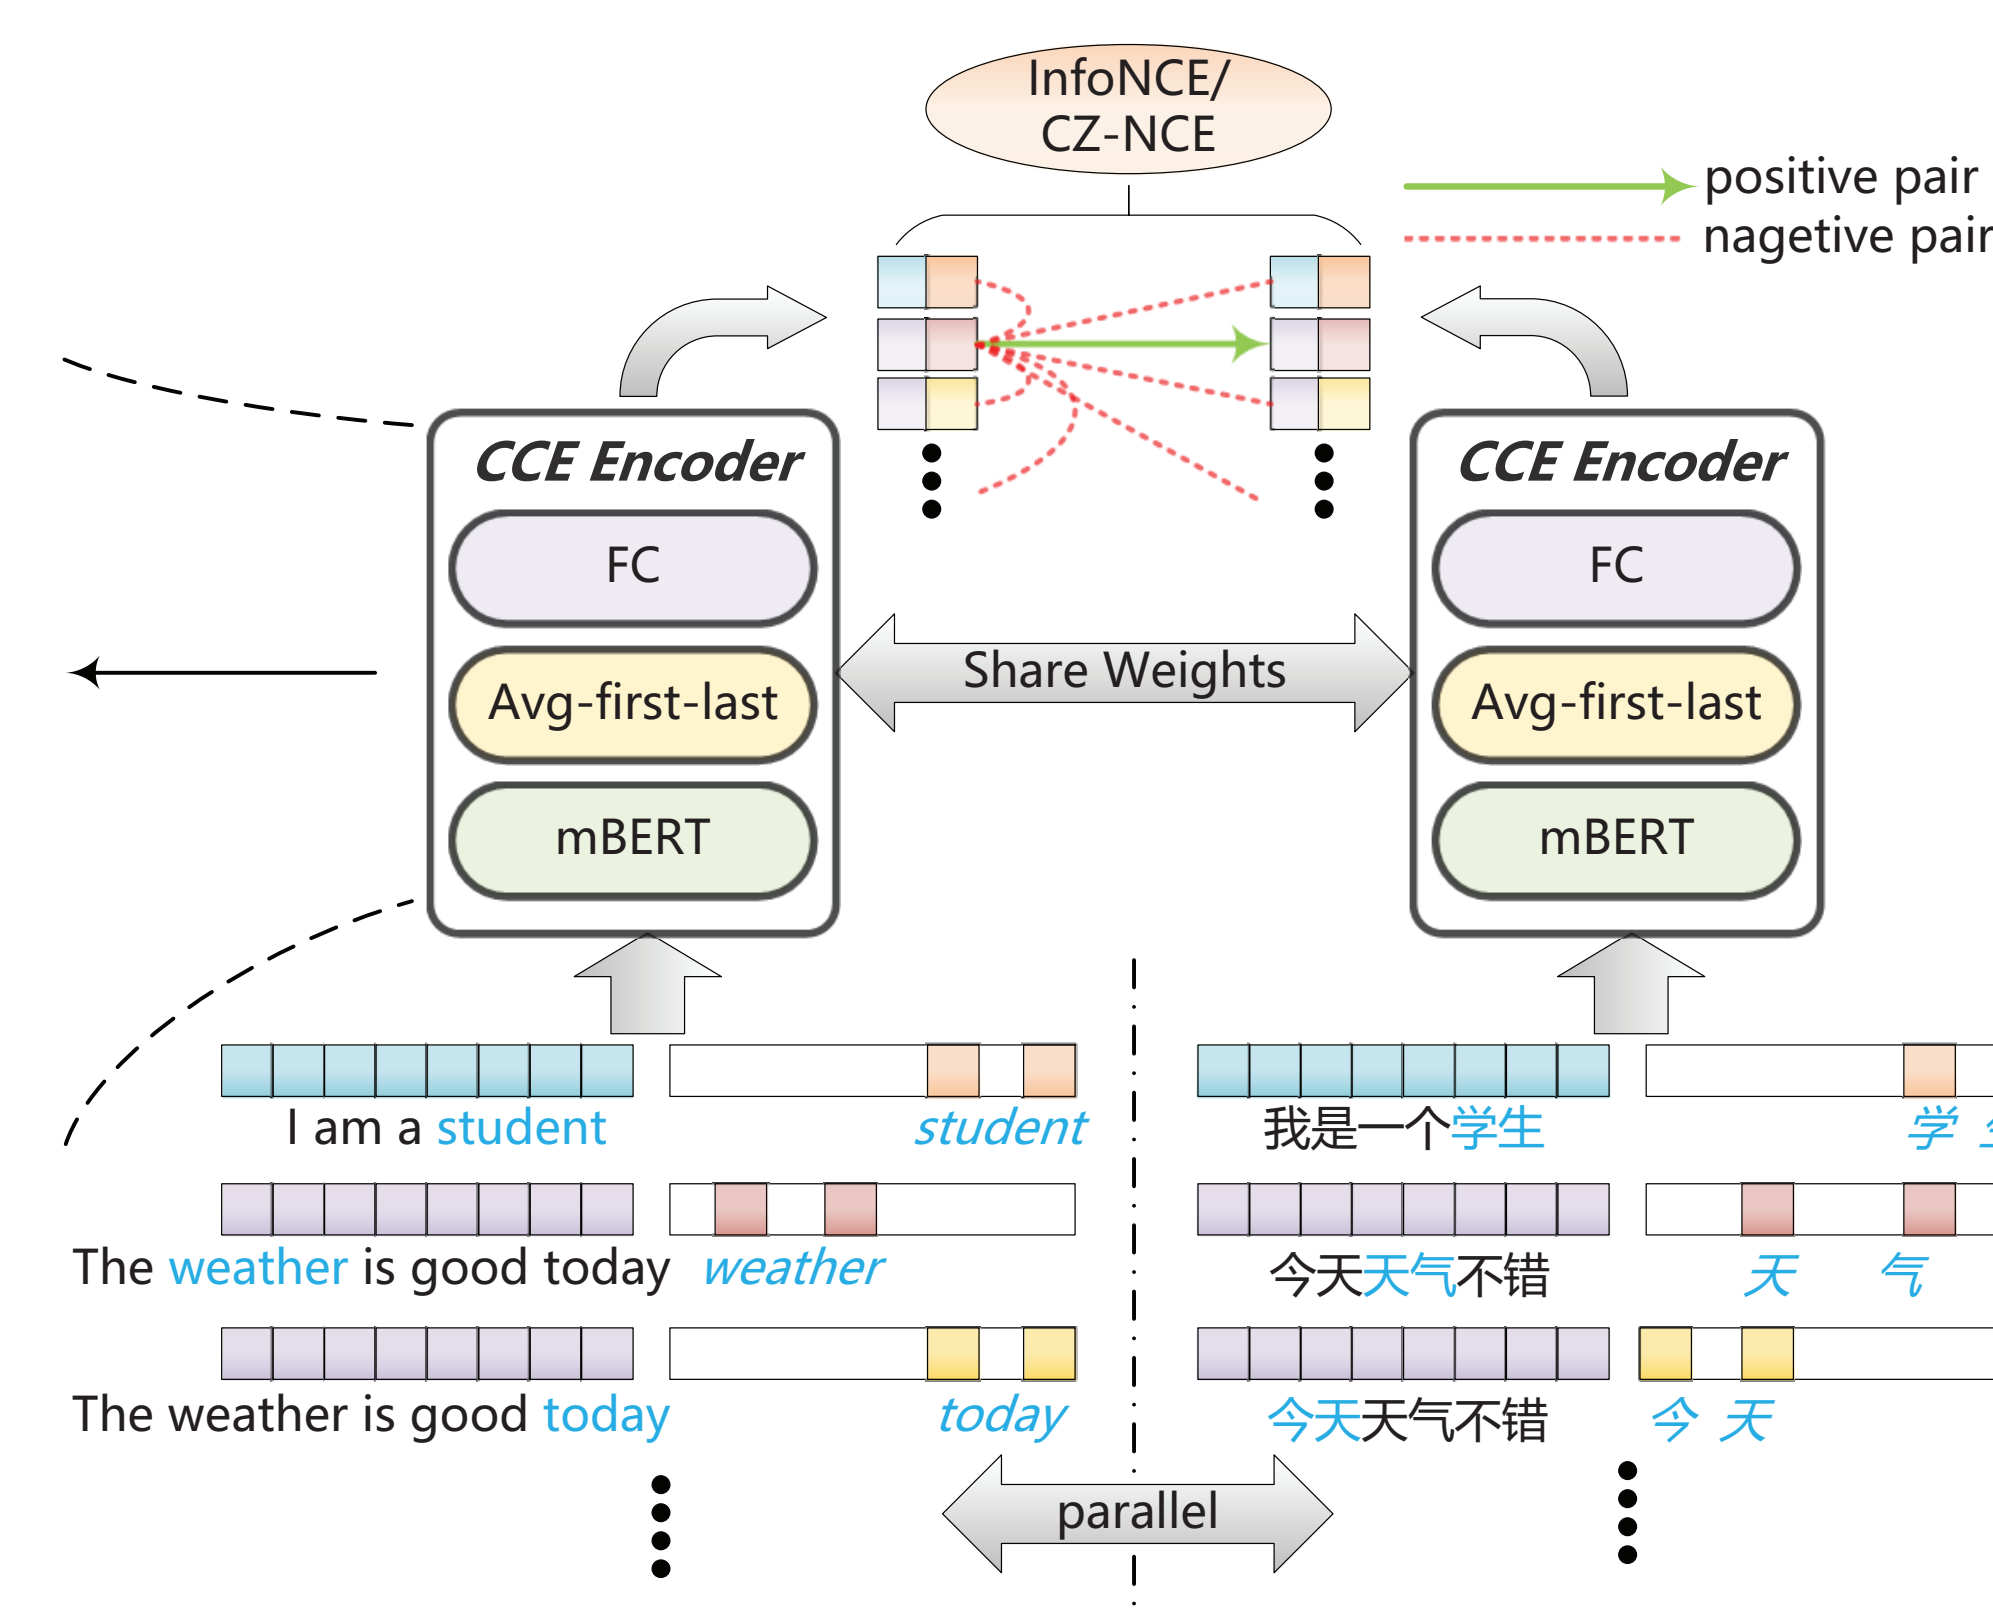 InfoNCE/
CZ-NCE
positive pair
nagetive pair
CCE Encoder
FC
Avg-first-last
mBERT
Share Weights
CCE Encoder
FC
Avg-first-last
mBERT
I am a student
student
我是一个学生
学
The weather is good today
weather
今天天气不错
天 气
The weather is good today
today
今天天气不错
今 天
parallel